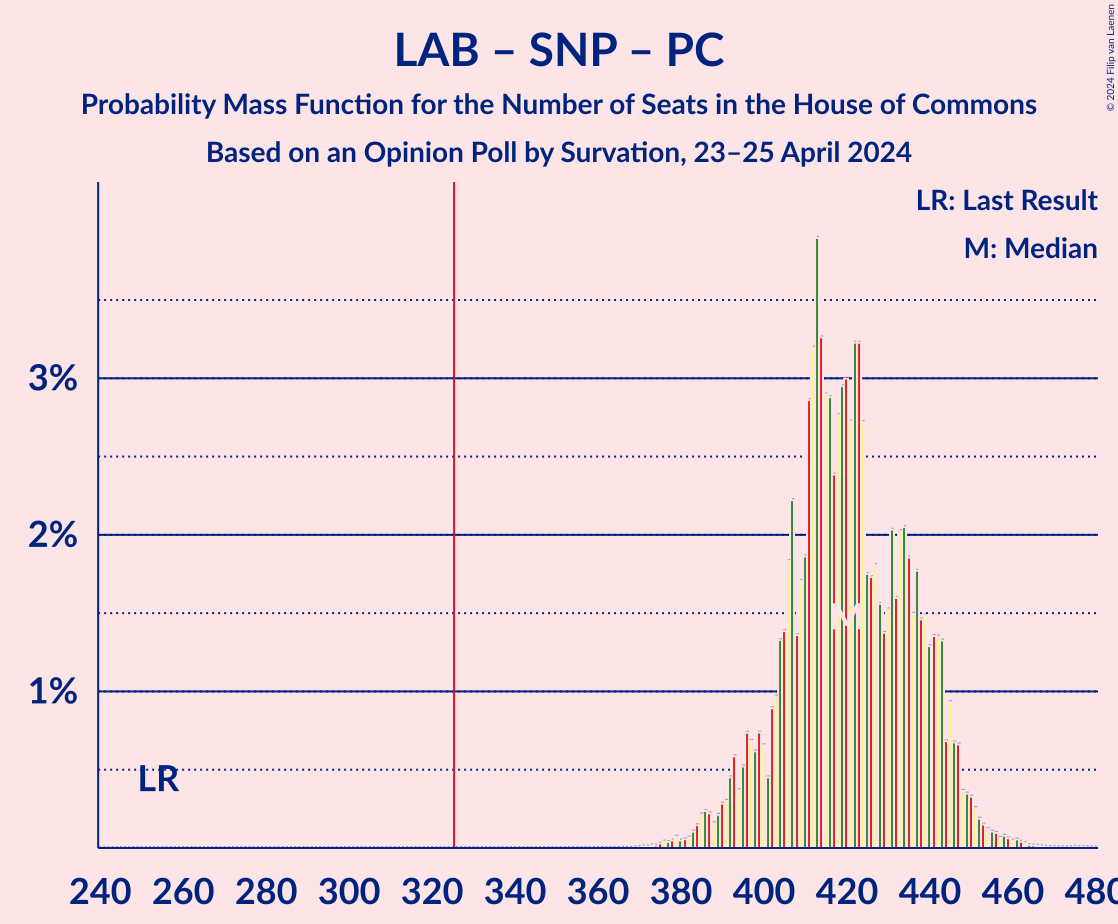 LAB – SNP – PC
Probability Mass Function for the Number of Seats in the House of Commons
Based on an Opinion Poll by Survation, 23–25 April 2024
© 2024 Filip van Laenen
LR: Last Result
M: Median
3%
2%
1%
LR
M
240 260 280 300 320 340 360 380 400 420 440 460 480